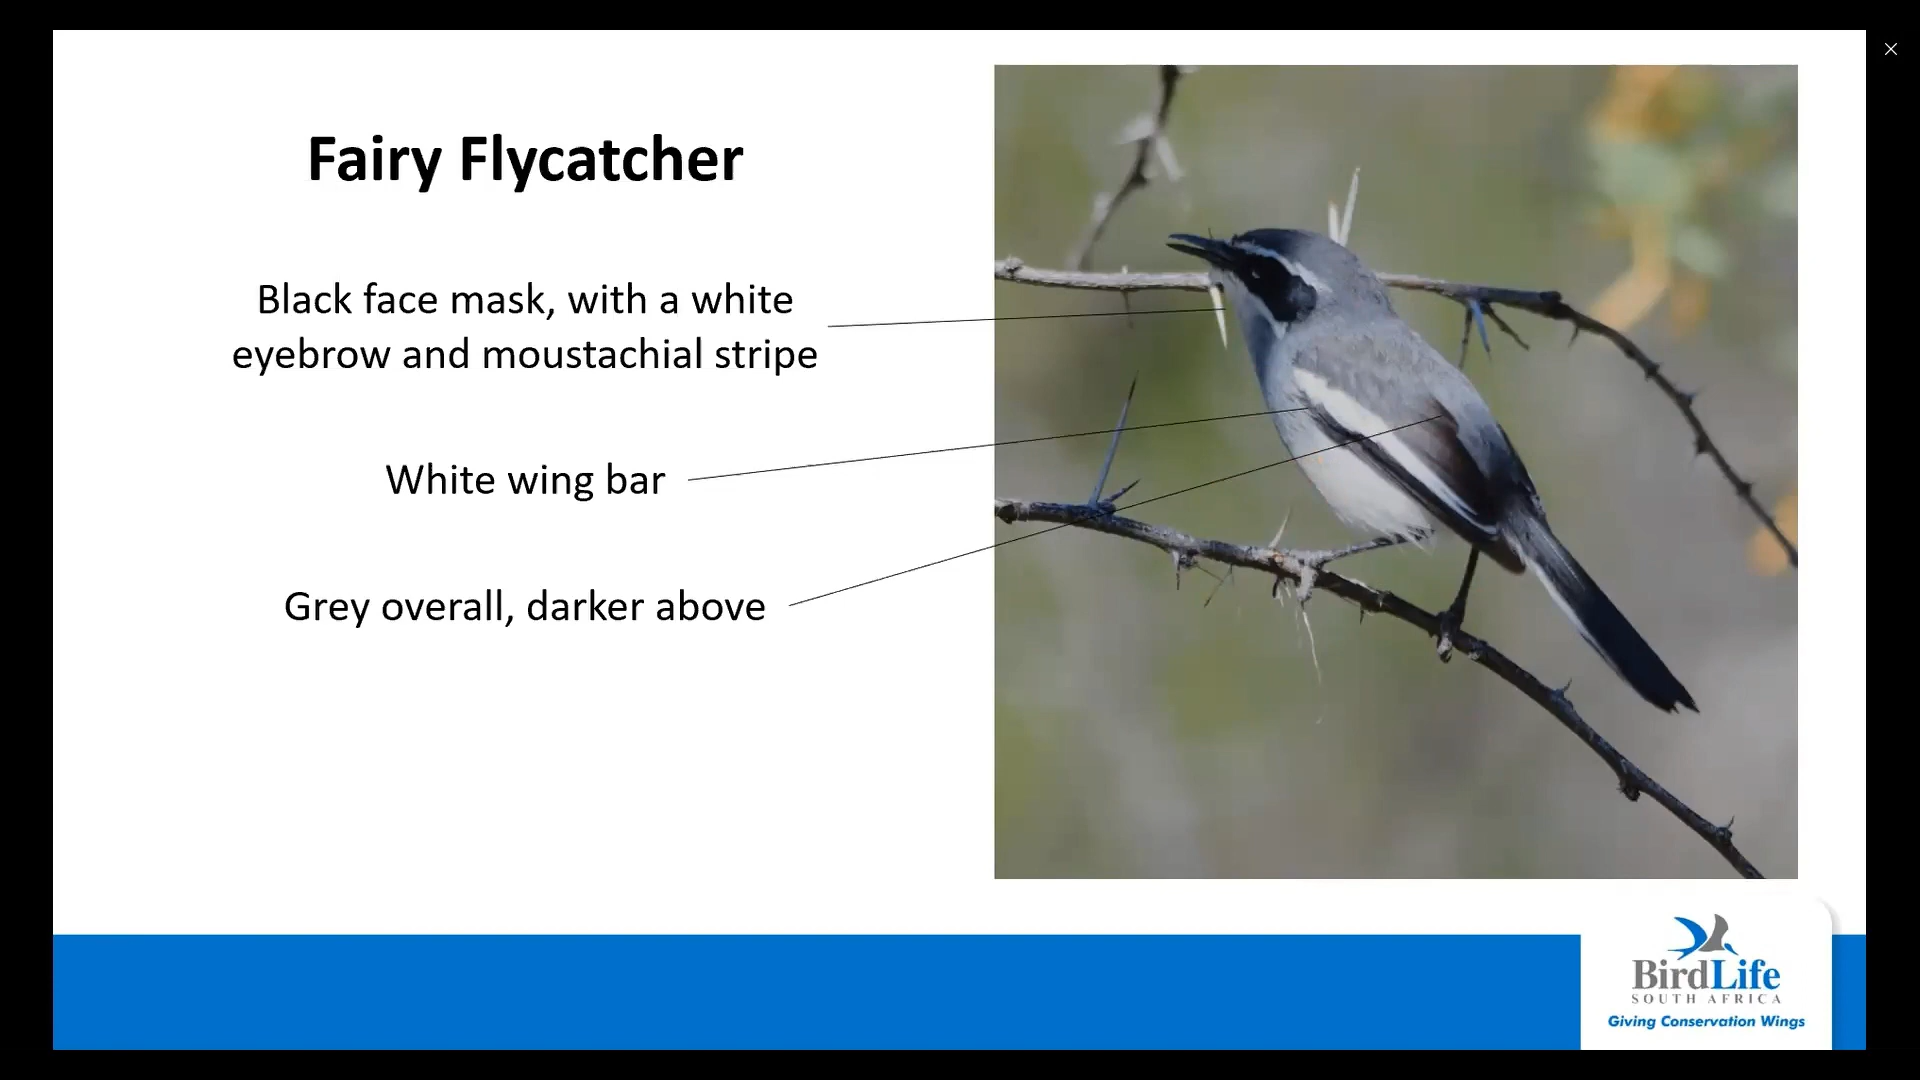 Fairy Flycatcher
Black face mask, with a white
eyebrow and moustachial stripe
White wing bar
Grey overall, darker above
BirdLife
SOUTH AFRICA
Giving Conservation Wings